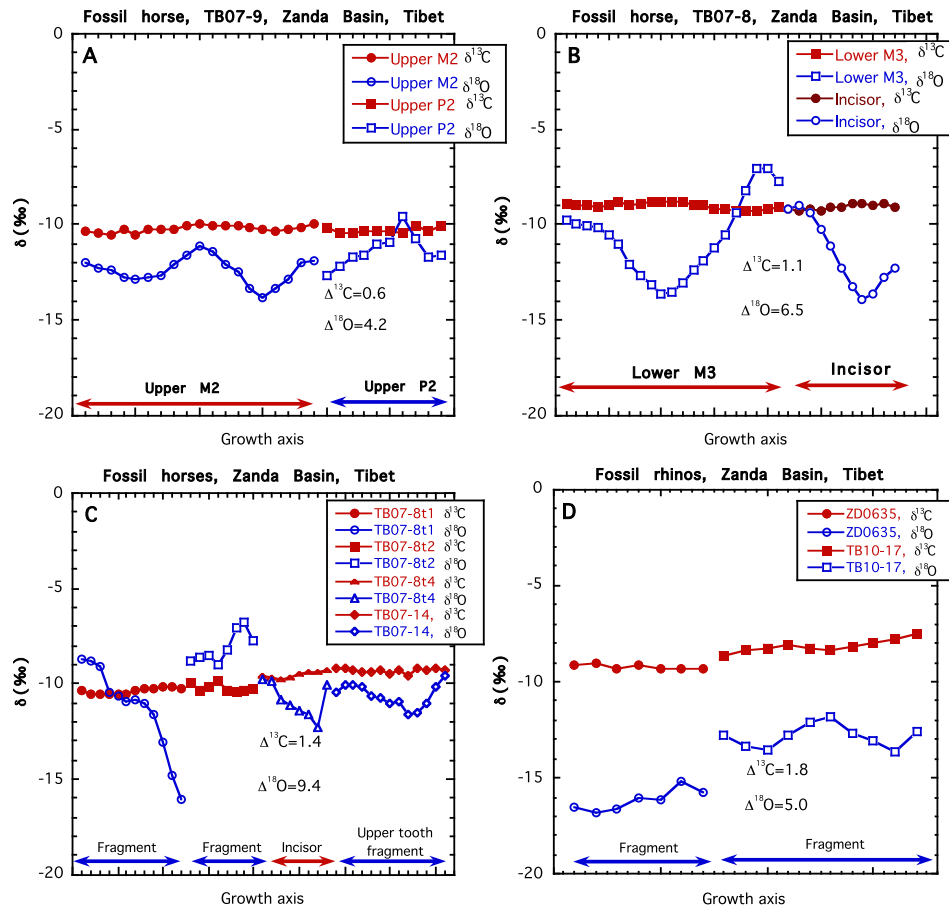 Fossil horse, TB07-9, Zanda Basin, Tibet
A
Upper M2 δ¹³C
Upper M2 δ¹⁸O
Upper P2 δ¹³C
Upper P2 δ¹⁸O
δ (‰)
0
-5
-10
-15
-20
Δ¹³C=0.6
Δ¹⁸O=4.2
Upper M2
Upper P2
Growth axis
Fossil horse, TB07-8, Zanda Basin, Tibet
B
Lower M3, δ¹³C
Lower M3, δ¹⁸O
Incisor, δ¹³C
Incisor, δ¹⁸O
δ (‰)
0
-5
-10
-15
-20
Δ¹³C=1.1
Δ¹⁸O=6.5
Lower M3
Incisor
Growth axis
Fossil horses, Zanda Basin, Tibet
C
TB07-8t1 δ¹³C
TB07-8t1 δ¹⁸O
TB07-8t2 δ¹³C
TB07-8t2 δ¹⁸O
TB07-8t4 δ¹³C
TB07-8t4 δ¹⁸O
TB07-14, δ¹³C
TB07-14, δ¹⁸O
δ (‰)
0
-5
-10
-15
-20
Δ¹³C=1.4
Δ¹⁸O=9.4
Fragment
Fragment
Incisor
Upper tooth
fragment
Growth axis
Fossil rhinos, Zanda Basin, Tibet
D
ZD0635, δ¹³C
ZD0635, δ¹⁸O
TB10-17, δ¹³C
TB10-17, δ¹⁸O
δ (‰)
0
-5
-10
-15
-20
Δ¹³C=1.8
Δ¹⁸O=5.0
Fragment
Fragment
Growth axis